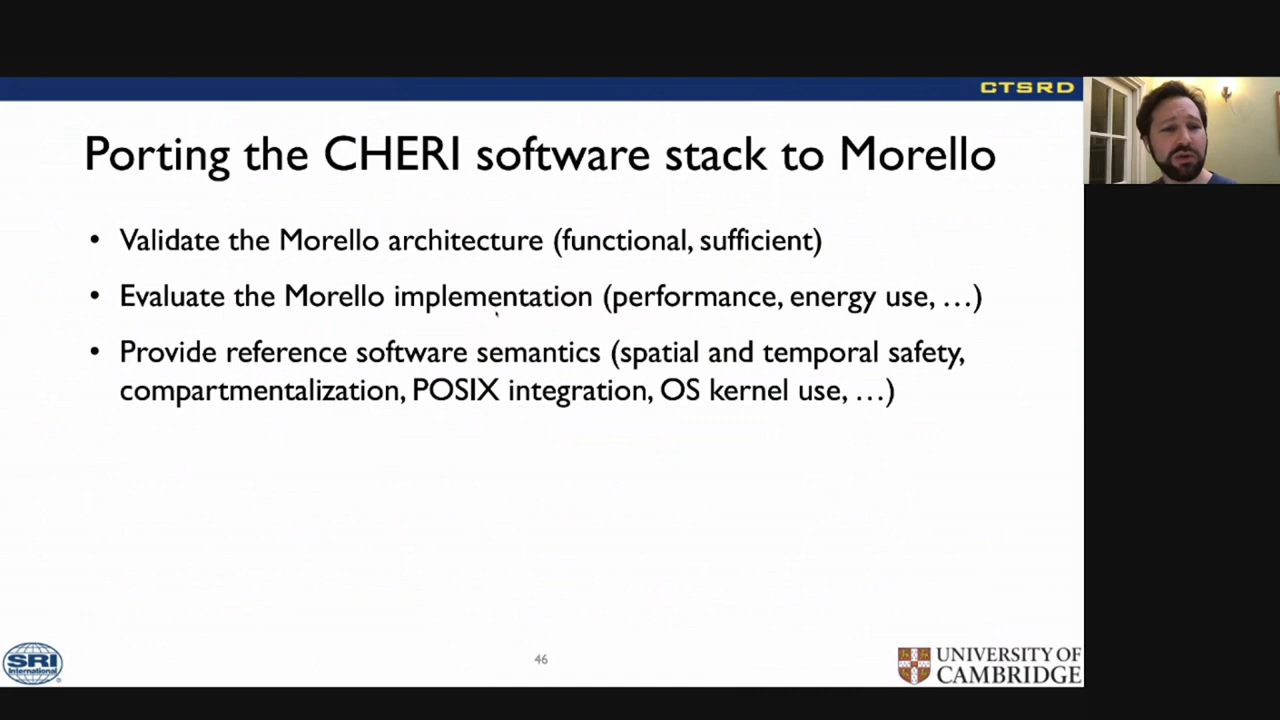 CTSRD
Porting the CHERI software stack to Morello
• Validate the Morello architecture (functional, sufficient)
• Evaluate the Morello implementation (performance, energy use, …)
• Provide reference software semantics (spatial and temporal safety,
compartmentalization, POSIX integration, OS kernel use, …)
SRI
International
46
UNIVERSITY OF
CAMBRIDGE